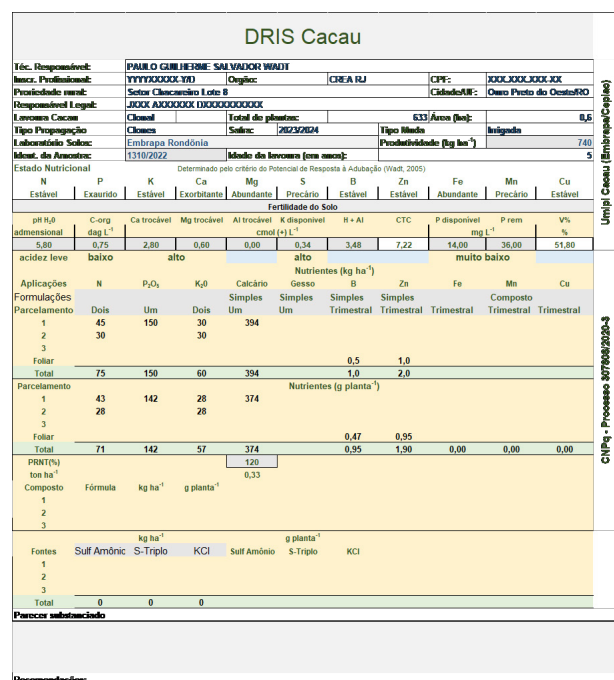 DRIS Cacau
Téc. Responsável: PAULO GUILHERME SALVADOR WADT
Inscr. Profissional: YYYYXXXXX-Y/D Orgão: CREA RJ CPF: XXX.XXX.XXX-XX
Propriedade rural: Setor Chacareiro Lote 8 Cidade/UF: Ouro Preto do Oeste/RO
Responsável Legal: JXXX AXXXXXX DXXXXXXXXXX
Lavoura Cacau Clonal Total de plantas: 633 Área (ha): 0,6
Tipo Propagação Clones Safra: 2023/2024 Tipo Muda Irrigada
Laboratório Solos: Embrapa Rondônia Produtividade (kg ha⁻¹) 740
Ident. da Amostra: 1310/2022 Idade da lavoura (em anos): 5
Estado Nutricional Determinado pelo critério do Potencial de Resposta à Adubação (Wadt, 2005)
N P K Ca Mg S B Zn Fe Mn Cu
Estável Exaurido Estável Exorbitante Abundante Precário Estável Estável Abundante Precário Estável
Fertilidade do Solo
pH H₂0 C-org Ca trocável Mg trocável Al trocável K disponível H + Al CTC P disponível P rem V%
admensional dag L⁻¹ cmol (+) L⁻¹ mg L⁻¹ %
5,80 0,75 2,80 0,60 0,00 0,34 3,48 7,22 14,00 36,00 51,80
acidez leve baixo alto alto muito baixo
Nutrientes (kg ha⁻¹)
Aplicações N P₂O₅ K₂0 Calcário Gesso B Zn Fe Mn Cu
Formulações Simples Simples Simples Simples Composto
Parcelamento Dois Um Dois Um Um Trimestral Trimestral Trimestral Trimestral Trimestral
1 45 150 30 394
2 30 30
3
Foliar 0,5 1,0
Total 75 150 60 394 1,0 2,0
Parcelamento Nutrientes (g planta⁻¹)
1 43 142 28 374
2 28 28
3
Foliar 0,47 0,95
Total 71 142 57 374 0,95 1,90 0,00 0,00 0,00
PRNT(%) 120
ton ha⁻¹ 0,33
Composto Fórmula kg ha⁻¹ g planta⁻¹
1
2
3
kg ha⁻¹ g planta⁻¹
Fontes Sulf Amônic S-Triplo KCl Sulf Amônio S-Triplo KCl
1
2
3
Total 0 0 0
Parecer substanciado
Recomendações:
Umipi Cacau (Embrapa/Ceplac)
CNPq - Processo 307808/2020-3